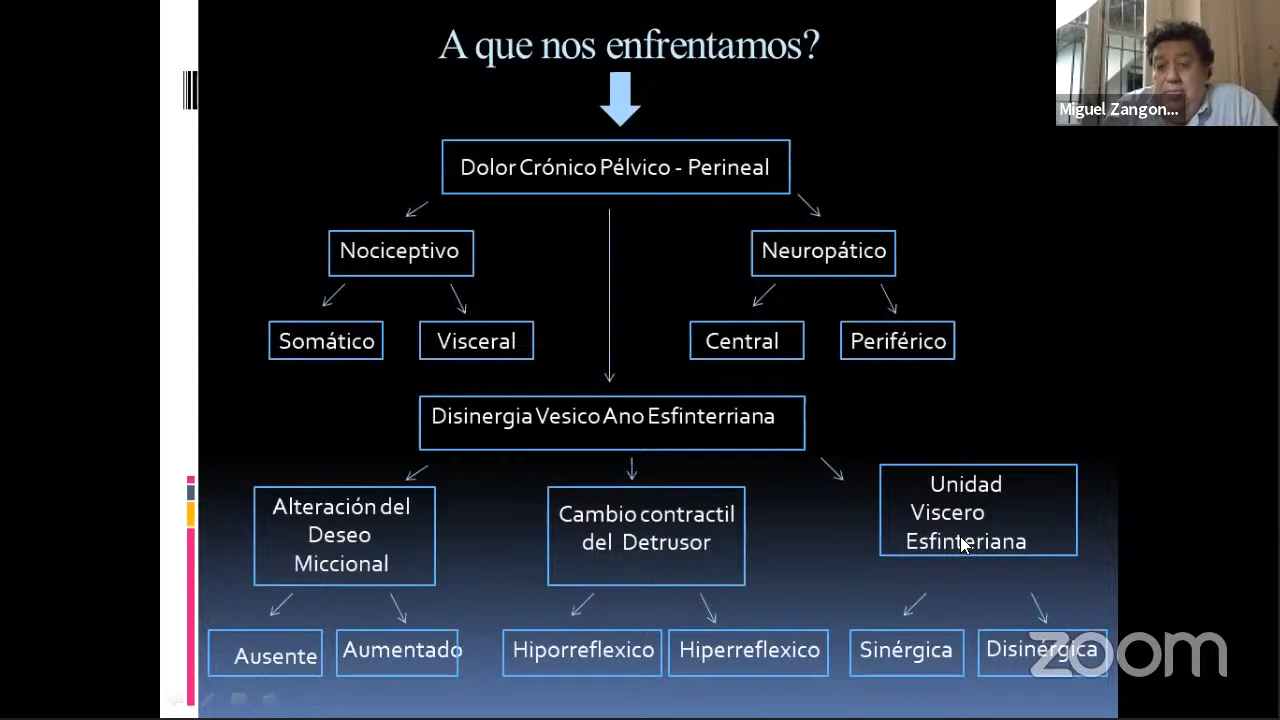 A que nos enfrentamos?
Miguel Zangon...
Dolor Crónico Pélvico - Perineal
Nociceptivo
Neuropático
Somático
Visceral
Central
Periférico
Disinergia Vesico Ano Esfinterriana
Alteración del
Deseo
Miccional
Cambio contractil
del Detrusor
Unidad
Viscero
Esfinteriana
Ausente
Aumentado
Hiporreflexico
Hiperreflexico
Sinérgica
Disinérgica
zoom